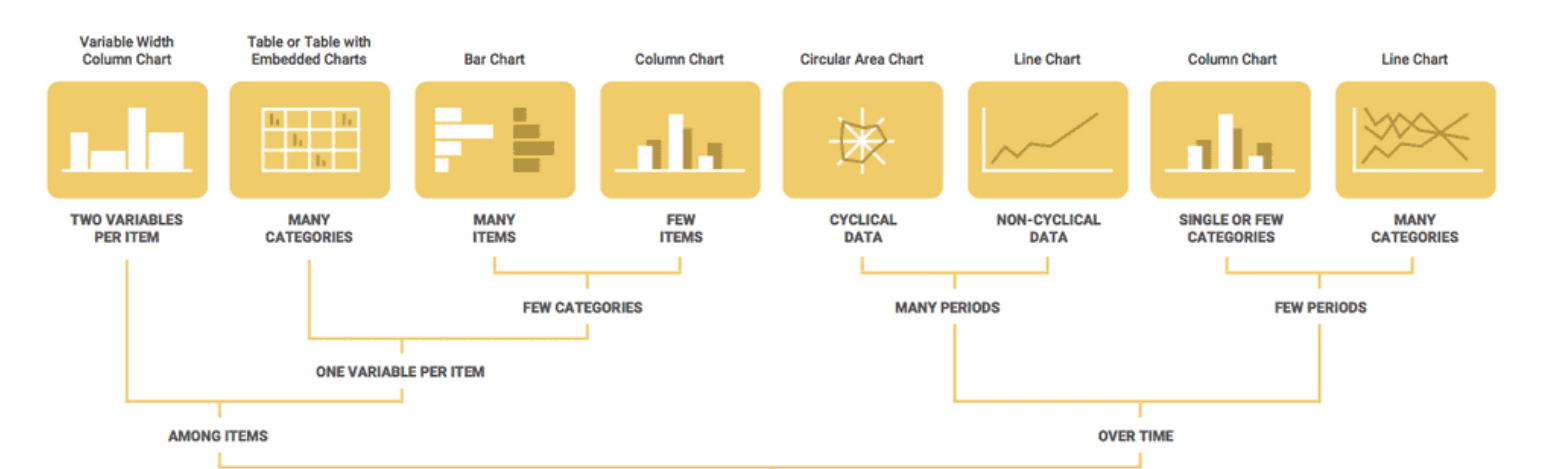 Variable Width
Column Chart
Table or Table with
Embedded Charts
Bar Chart
Column Chart
Circular Area Chart
Line Chart
Column Chart
Line Chart
TWO VARIABLES
PER ITEM
MANY
CATEGORIES
MANY
ITEMS
FEW
ITEMS
CYCLICAL
DATA
NON-CYCLICAL
DATA
SINGLE OR FEW
CATEGORIES
MANY
CATEGORIES
FEW CATEGORIES
MANY PERIODS
FEW PERIODS
ONE VARIABLE PER ITEM
AMONG ITEMS
OVER TIME